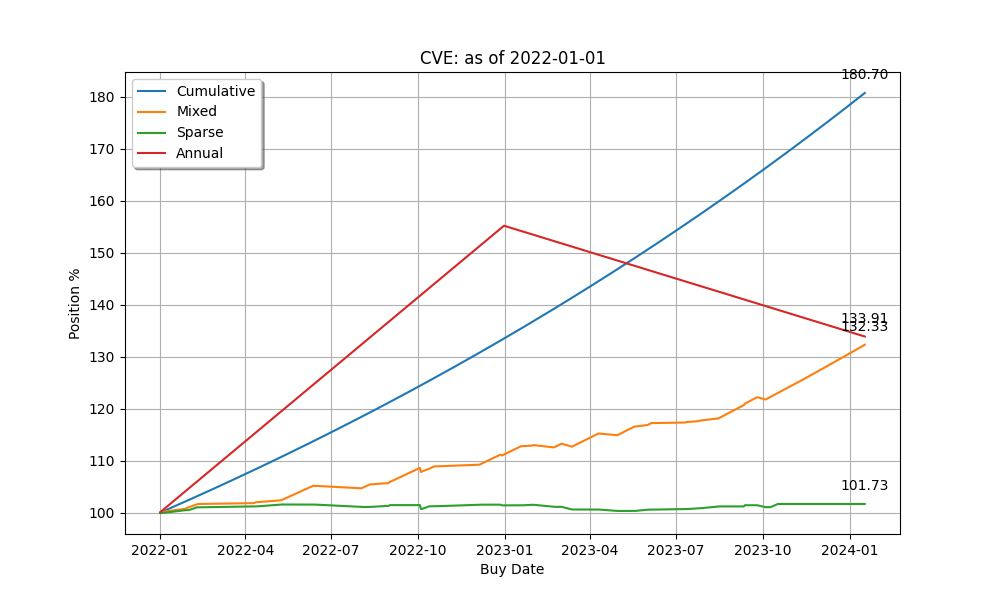 CVE: as of 2022-01-01
180.70
Cumulative
Mixed
Sparse
Annual
180
170
160
150
140
130
120
110
100
Position %
133.91
132.33
101.73
2022-01 2022-04 2022-07 2022-10 2023-01 2023-04 2023-07 2023-10 2024-01
Buy Date